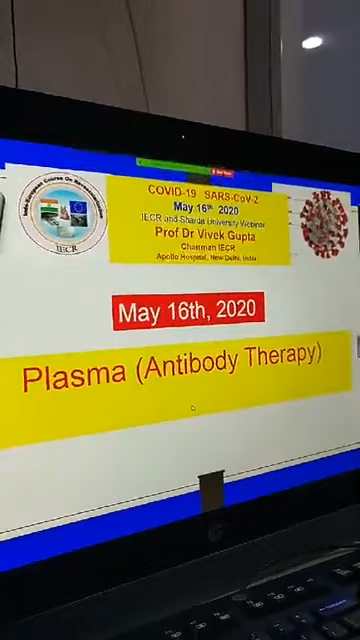 COVID-19 SARS-CoV-2
May 16th 2020
IECR and Sharda University Webinar
Prof Dr Vivek Gupta
Chairman IECR
Apollo Hospital, New Delhi, India
IECR
May 16th, 2020
Plasma (Antibody Therapy)
hp